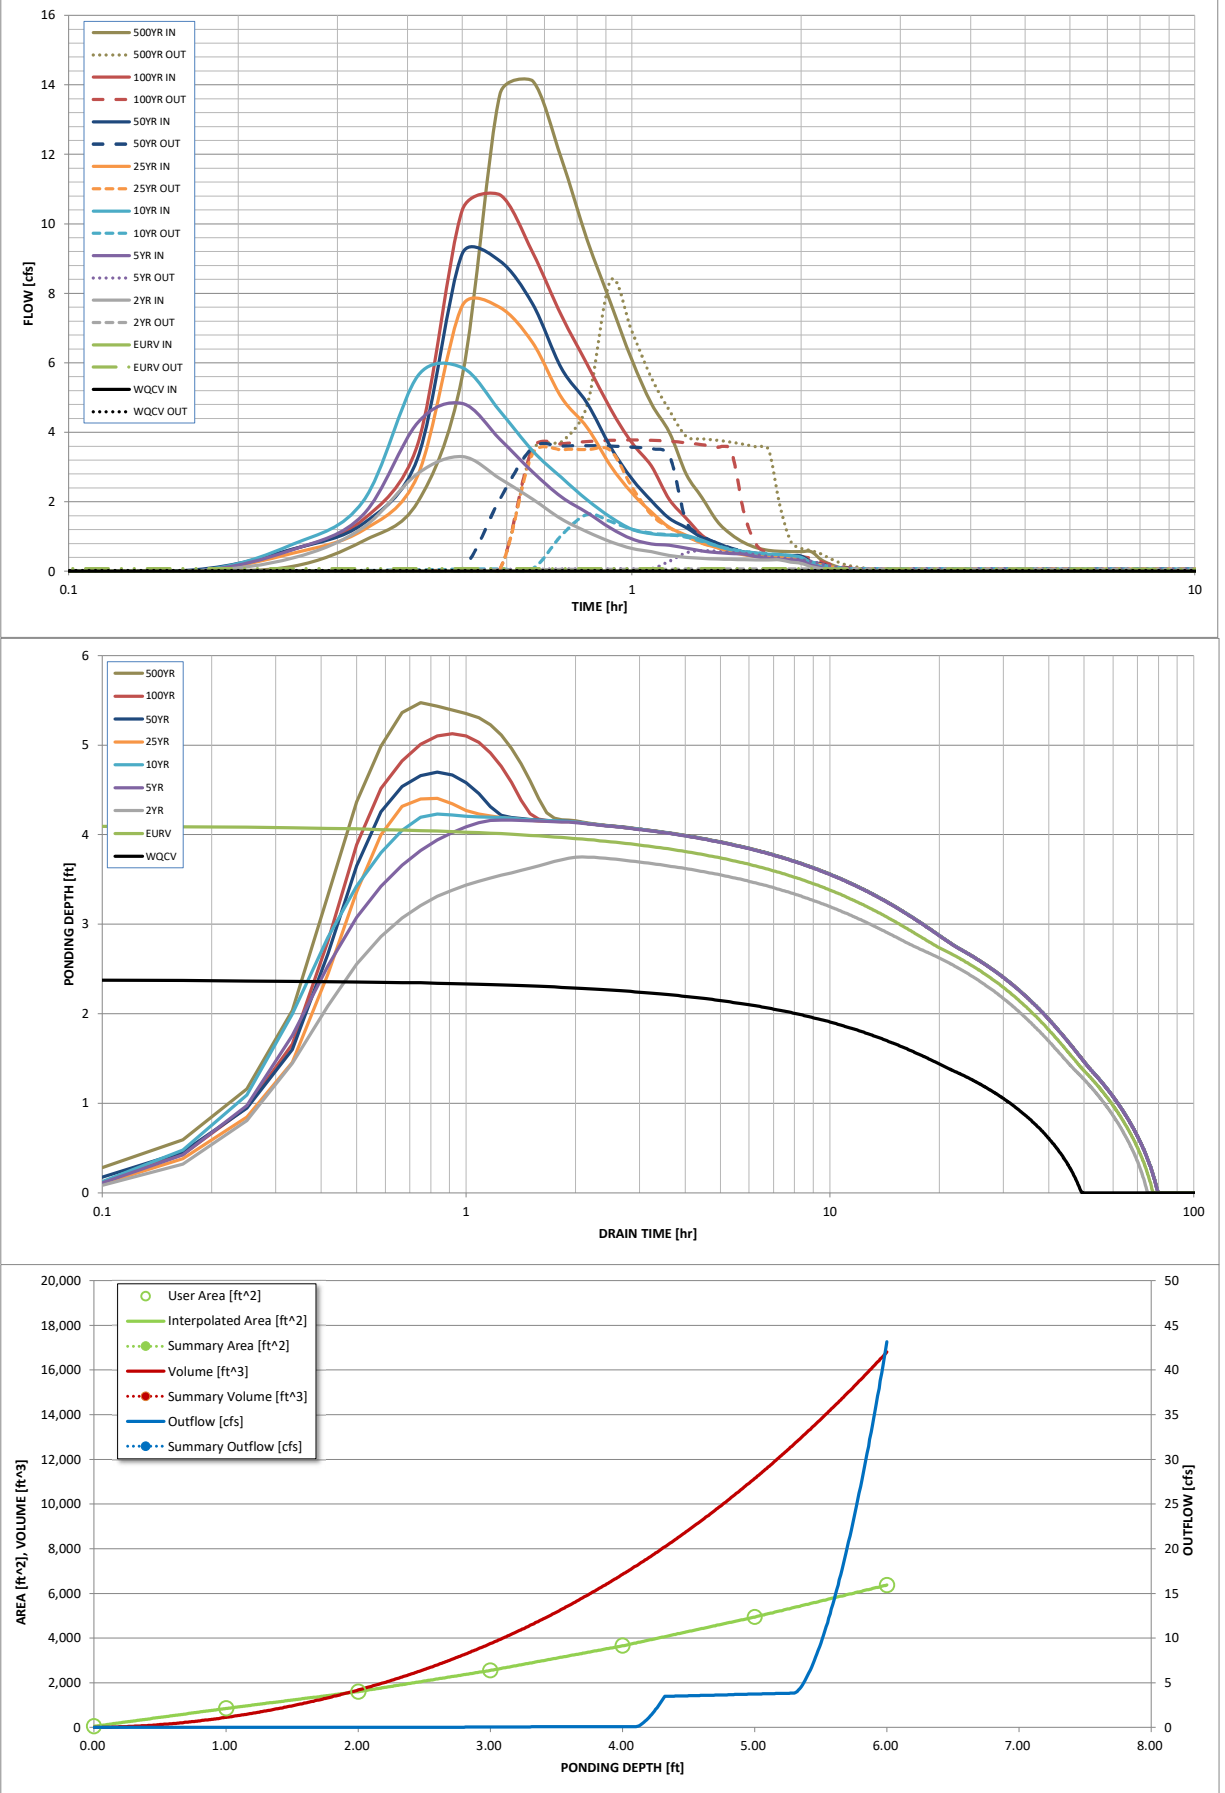 16
14
12
10
8
6
4
2
0
FLOW [cfs]
500YR IN
500YR OUT
100YR IN
100YR OUT
50YR IN
50YR OUT
25YR IN
25YR OUT
10YR IN
10YR OUT
5YR IN
5YR OUT
2YR IN
2YR OUT
EURV IN
EURV OUT
WQCV IN
WQCV OUT
0.1
1
10
TIME [hr]
6
5
4
3
2
1
0
PONDING DEPTH [ft]
500YR
100YR
50YR
25YR
10YR
5YR
2YR
EURV
WQCV
0.1
1
10
100
DRAIN TIME [hr]
20,000
18,000
16,000
14,000
12,000
10,000
8,000
6,000
4,000
2,000
0
AREA [ft^2], VOLUME [ft^3]
User Area [ft^2]
Interpolated Area [ft^2]
Summary Area [ft^2]
Volume [ft^3]
Summary Volume [ft^3]
Outflow [cfs]
Summary Outflow [cfs]
50
45
40
35
30
25
20
15
10
5
0
OUTFLOW [cfs]
0.00
1.00
2.00
3.00
4.00
5.00
6.00
7.00
8.00
PONDING DEPTH [ft]